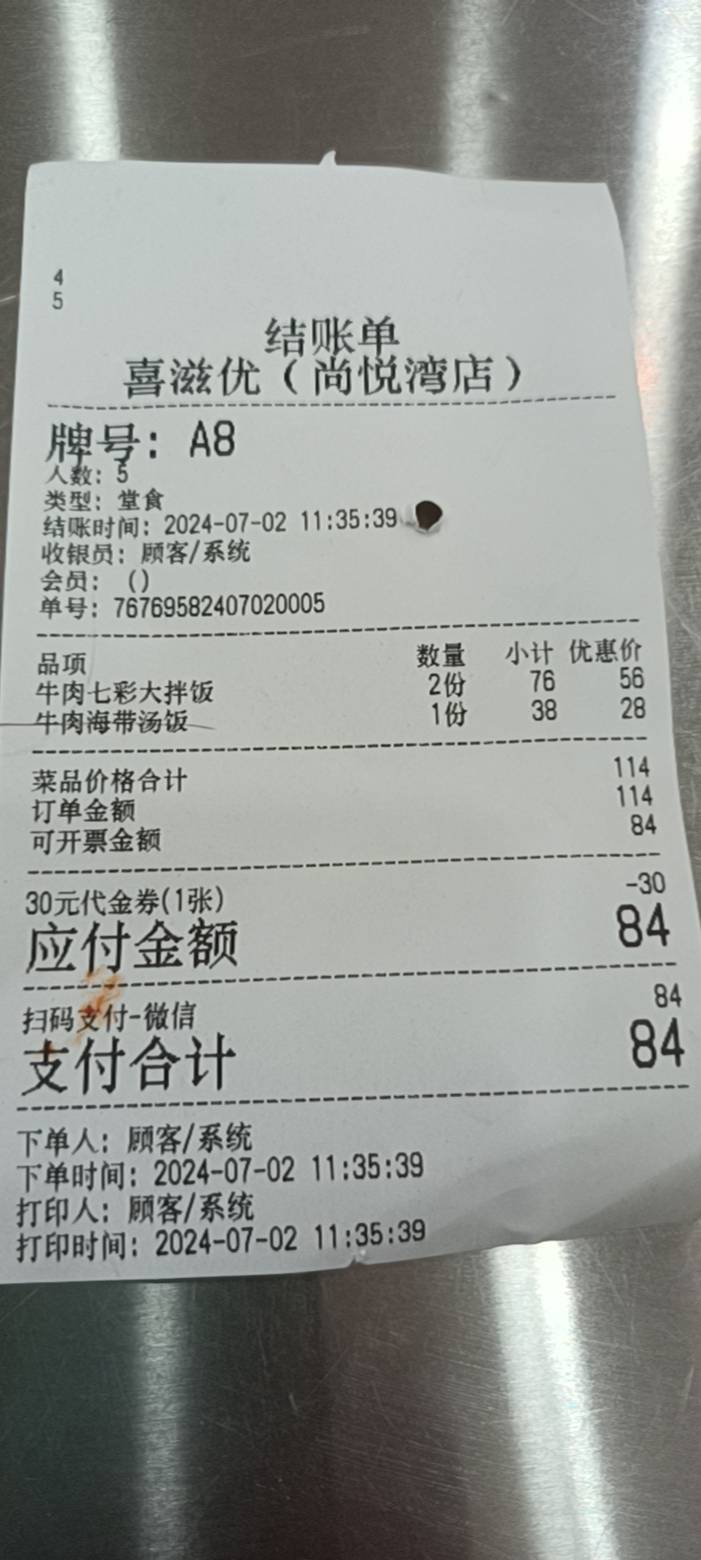 4
5
结账单
喜滋优（尚悦湾店）
牌号: A8
人数: 5
类型: 堂食
结账时间: 2024-07-02 11:35:39
收银员: 顾客/系统
会员: ()
单号: 76769582407020005
品项 数量 小计 优惠价
牛肉七彩大拌饭 2份 76 56
牛肉海带汤饭 1份 38 28
菜品价格合计 114
订单金额 114
可开票金额 84
30元代金券(1张) -30
应付金额 84
扫码支付-微信 84
支付合计 84
下单人: 顾客/系统
下单时间: 2024-07-02 11:35:39
打印人: 顾客/系统
打印时间: 2024-07-02 11:35:39